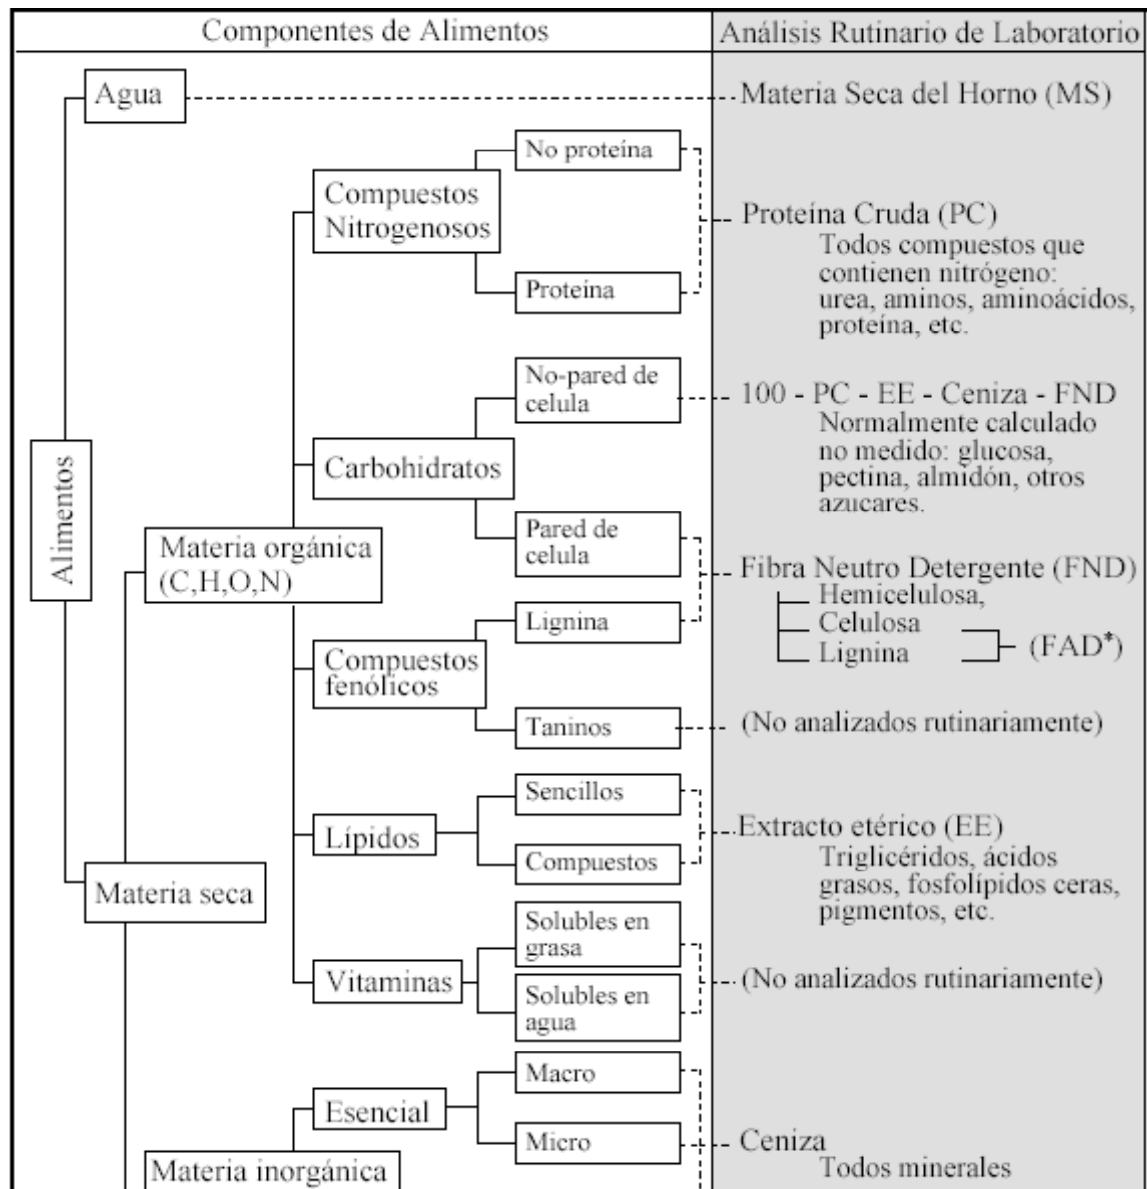 Componentes de Alimentos
Análisis Rutinario de Laboratorio
Agua
Materia Seca del Horno (MS)
No proteína
Compuestos
Nitrogenosos
Proteína Cruda (PC)
Todos compuestos que
contienen nitrógeno:
urea, aminos, aminoácidos,
proteína, etc.
Proteina
No-pared de
celula
100 - PC - EE - Ceniza - FND
Normalmente calculado
no medido: glucosa,
pectina, almidón, otros
azucares.
Carbohidratos
Alimentos
Pared de
celula
Materia orgánica
(C,H,O,N)
Fibra Neutro Detergente (FND)
Hemicelulosa,
Celulosa
Lignina
(FAD*)
Lignina
Compuestos
fenólicos
Taninos
(No analizados rutinariamente)
Sencillos
Lípidos
Compuestos
Extracto etérico (EE)
Triglicéridos, ácidos
grasos, fosfolípidos ceras,
pigmentos, etc.
Materia seca
Solubles en
grasa
Vitaminas
Solubles en
agua
(No analizados rutinariamente)
Macro
Esencial
Micro
Ceniza
Todos minerales
Materia inorgánica